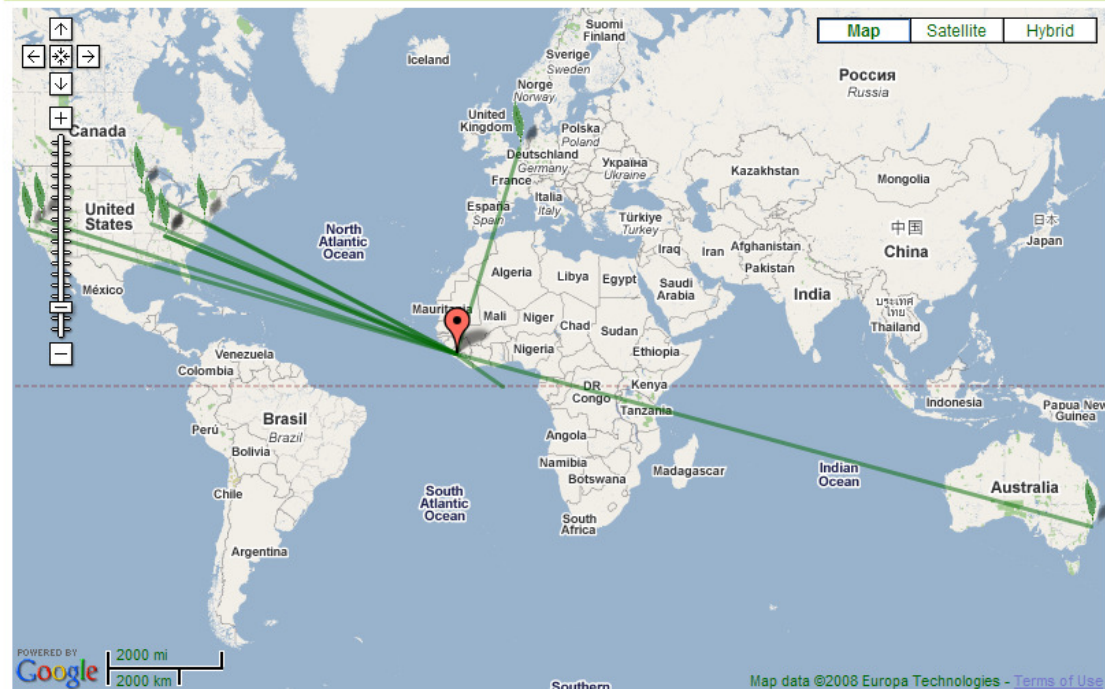 Map
Satellite
Hybrid
Suomi
Finland
Iceland
Sverige
Sweden
Norge
Norway
Россия
Russia
Canada
United
Kingdom
Polska
Poland
Deutschland
Germany
Україна
Ukraine
France
Kazakhstan
Mongolia
United
States
España
Spain
Italia
Italy
Türkiye
Turkey
中国
China
日本
Japan
North
Atlantic
Ocean
Iraq
Iran
Afghanistan
Pakistan
México
Algeria
Libya
Egypt
Saudi
Arabia
India
ประเทศ
ไทย
Thailand
Mauritania
Mali
Niger
Chad
Sudan
Nigeria
Ethiopia
Venezuela
Colombia
DR
Congo
Kenya
Tanzania
Indonesia
Papua New
Guinea
Perú
Brasil
Brazil
Bolivia
Angola
Namibia
Botswana
Madagascar
Indian
Ocean
Australia
Chile
South
Atlantic
Ocean
South
Africa
Argentina
POWERED BY
Google
2000 mi
2000 km
Southern
Map data ©2008 Europa Technologies - Terms of Use